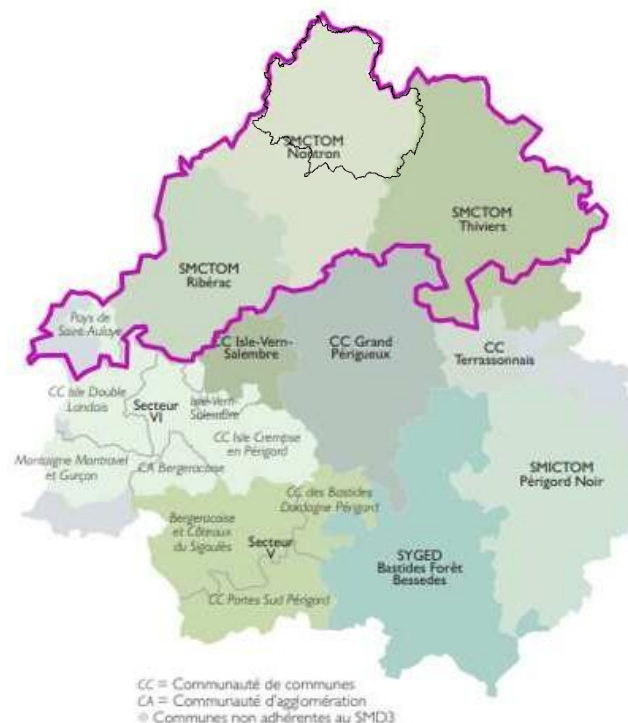 SMCTOM
Nontron
SMCTOM
Thiviers
SMCTOM
Ribérac
Pays de
Saint-Aulaye
CC Isle-Vern-
Salembre
CC Grand
Périgueux
CC
Terrassonnais
CC Isle Double
Landais
Secteur
VI
Isle-Vern-
Salembre
CC Isle Crempse
en Périgord
Montaigne Montravel
et Gurçon
CA Bergeracoise
SMICTOM
Périgord Noir
CC des Bastides
Dordogne Périgord
Bergeracoise
et Côteaux
du Sigoulès
Secteur
V
SYGED
Bastides Forêt
Bessedes
CC Portes Sud Périgord
CC = Communauté de communes
CA = Communauté d'agglomération
Communes non adhérentes au SMD3